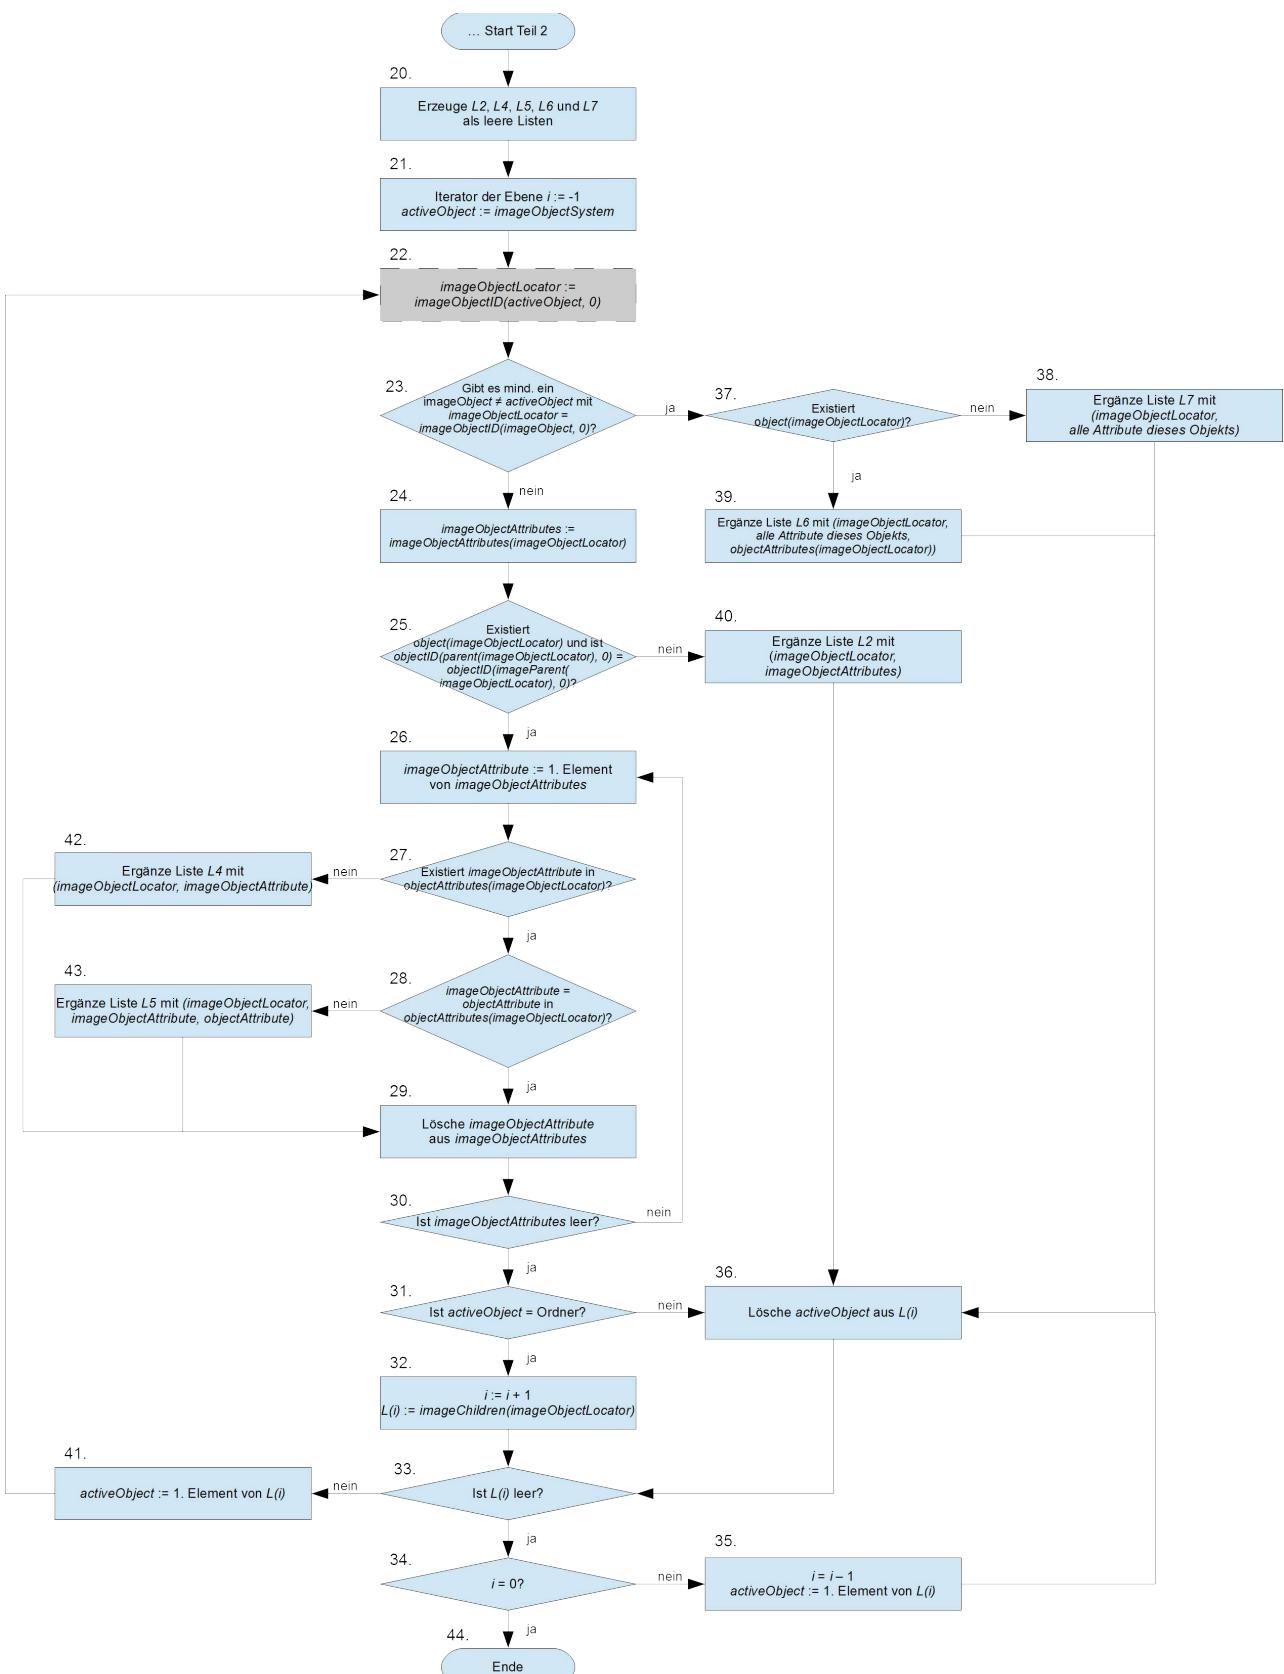 ... Start Teil 2
20.
Erzeuge L2, L4, L5, L6 und L7
als leere Listen
21.
Iterator der Ebene i := -1
activeObject := imageObjectSystem
22.
imageObjectLocator :=
imageObjectID(activeObject, 0)
23.
Gibt es mind. ein
imageObject ≠ activeObject mit
imageObjectLocator =
imageObjectID(imageObject, 0)?
ja
37.
Existiert
object(imageObjectLocator)?
nein
38.
Ergänze Liste L7 mit
(imageObjectLocator,
alle Attribute dieses Objekts)
nein
ja
24.
imageObjectAttributes :=
imageObjectAttributes(imageObjectLocator)
39.
Ergänze Liste L6 mit (imageObjectLocator,
alle Attribute dieses Objekts,
objectAttributes(imageObjectLocator))
25.
Existiert
object(imageObjectLocator) und ist
objectID(parent(imageObjectLocator), 0) =
objectID(imageParent(
imageObjectLocator), 0)?
nein
40.
Ergänze Liste L2 mit
(imageObjectLocator,
imageObjectAttributes)
ja
26.
imageObjectAttribute := 1. Element
von imageObjectAttributes
27.
Existiert imageObjectAttribute in
objectAttributes(imageObjectLocator)?
nein
42.
Ergänze Liste L4 mit
(imageObjectLocator, imageObjectAttribute)
ja
28.
imageObjectAttribute =
objectAttribute in
objectAttributes(imageObjectLocator)?
nein
43.
Ergänze Liste L5 mit (imageObjectLocator,
imageObjectAttribute, objectAttribute)
ja
29.
Lösche imageObjectAttribute
aus imageObjectAttributes
30.
Ist imageObjectAttributes leer?
nein
ja
31.
Ist activeObject = Ordner?
nein
36.
Lösche activeObject aus L(i)
ja
32.
i := i + 1
L(i) := imageChildren(imageObjectLocator)
33.
Ist L(i) leer?
nein
41.
activeObject := 1. Element von L(i)
ja
34.
i = 0?
nein
35.
i = i – 1
activeObject := 1. Element von L(i)
ja
44.
Ende